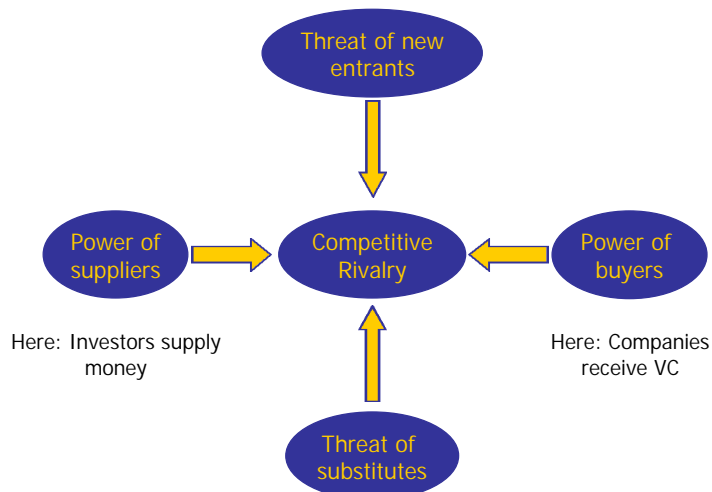 Threat of new
entrants
Power of
suppliers
Competitive
Rivalry
Power of
buyers
Here: Investors supply
money
Here: Companies
receive VC
Threat of
substitutes